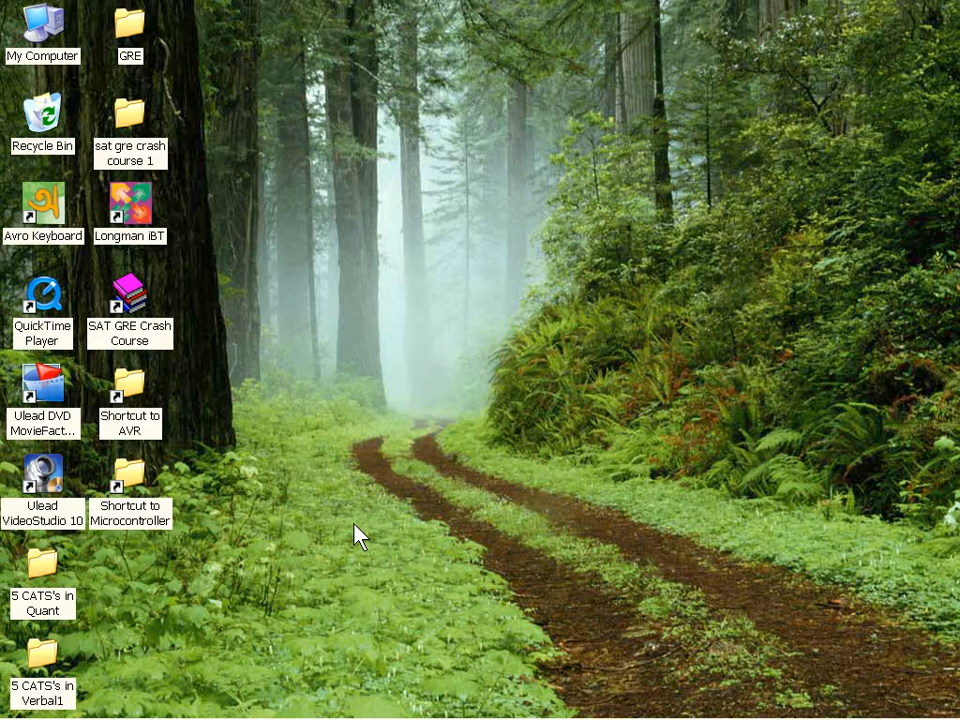 My Computer
GRE
Recycle Bin
sat gre crash
course 1
অ
Avro Keyboard
Longman iBT
QuickTime
Player
SAT GRE Crash
Course
Ulead DVD
MovieFact...
Shortcut to
AVR
Ulead
VideoStudio 10
Shortcut to
Microcontroller
5 CATS's in
Quant
5 CATS's in
Verbal1